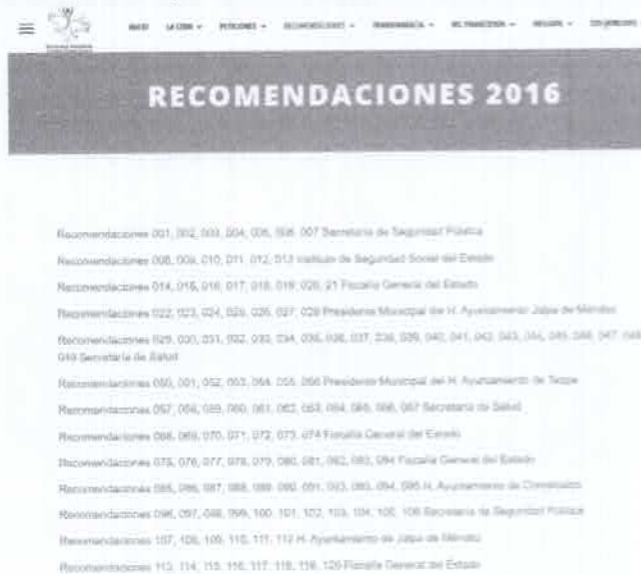 INICIO LA CEDH PETICIONES RECOMENDACIONES TRANSPARENCIA
RECOMENDACIONES 2016
Recomendaciones 001, 002, 003, 004, 005, 006, 007 Secretaría de Seguridad Pública
Recomendaciones 008, 009, 010, 011, 012, 013 Instituto de Seguridad Social del Estado
Recomendaciones 014, 015, 016, 017, 018, 019, 020, 21 Fiscalía General del Estado
Recomendaciones 022, 023, 024, 025, 026, 027, 028 Presidente Municipal del H. Ayuntamiento Jalpa de Méndez
Recomendaciones 029, 030, 031, 032, 033, 034, 035, 036, 037, 038, 039, 040, 041, 042, 043, 044, 045, 046, 047, 048
049 Secretaría de Salud
Recomendaciones 050, 051, 052, 053, 054, 055, 056 Presidente Municipal del H. Ayuntamiento de
Recomendaciones 057, 058, 059, 060, 061, 062, 063, 064, 065, 066, 067 Secretaría de Salud
Recomendaciones 068, 069, 070, 071, 072, 073, 074 Fiscalía General del Estado
Recomendaciones 075, 076, 077, 078, 079, 080, 081, 082, 083, 084 Fiscalía General del Estado
Recomendaciones 085, 086, 087, 088, 089, 090, 091, 092, 093, 094, 095 H. Ayuntamiento de
Recomendaciones 096, 097, 098, 099, 100, 101, 102, 103, 104, 105, 106 Secretaría de Seguridad Pública
Recomendaciones 107, 108, 109, 110, 111, 112 H. Ayuntamiento de Jalpa de Méndez
Recomendaciones 113, 114, 115, 116, 117, 118, 119, 120 Fiscalía General del Estado